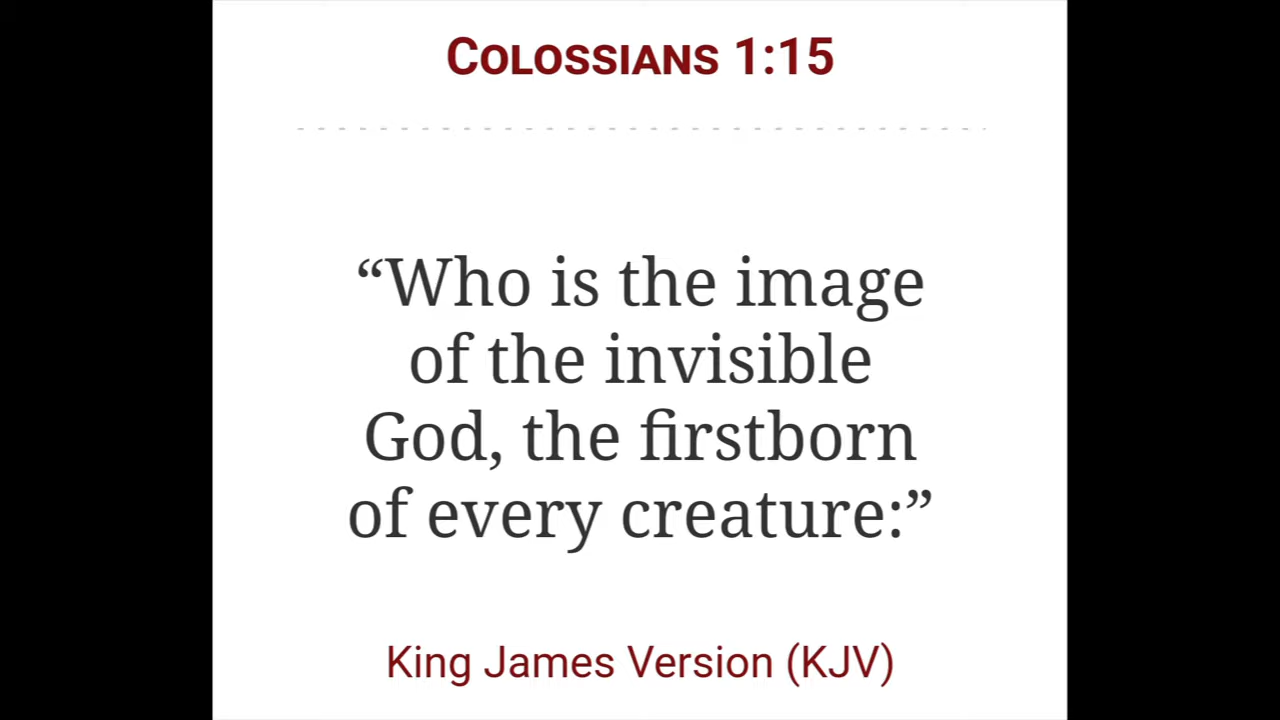 Colossians 1:15
“Who is the image
of the invisible
God, the firstborn
of every creature:”
King James Version (KJV)